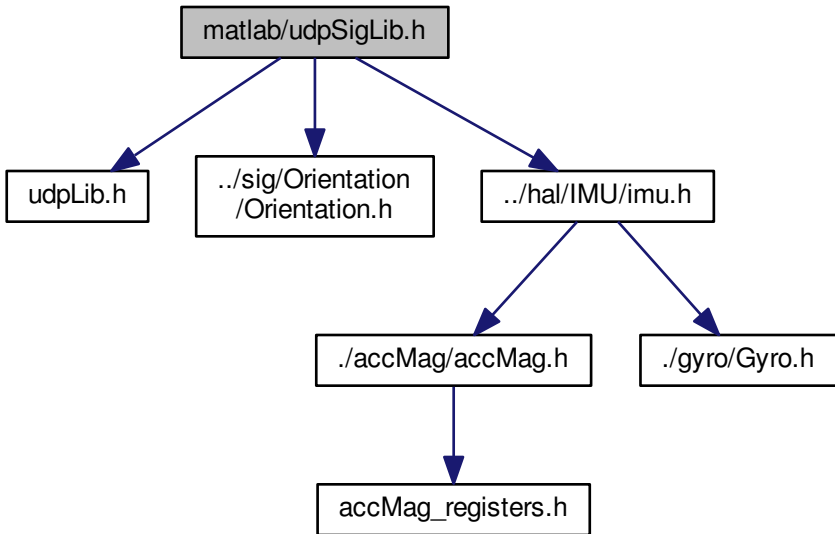 matlab/udpSigLib.h
udpLib.h
../sig/Orientation
/Orientation.h
../hal/IMU/imu.h
./accMag/accMag.h
./gyro/Gyro.h
accMag_registers.h